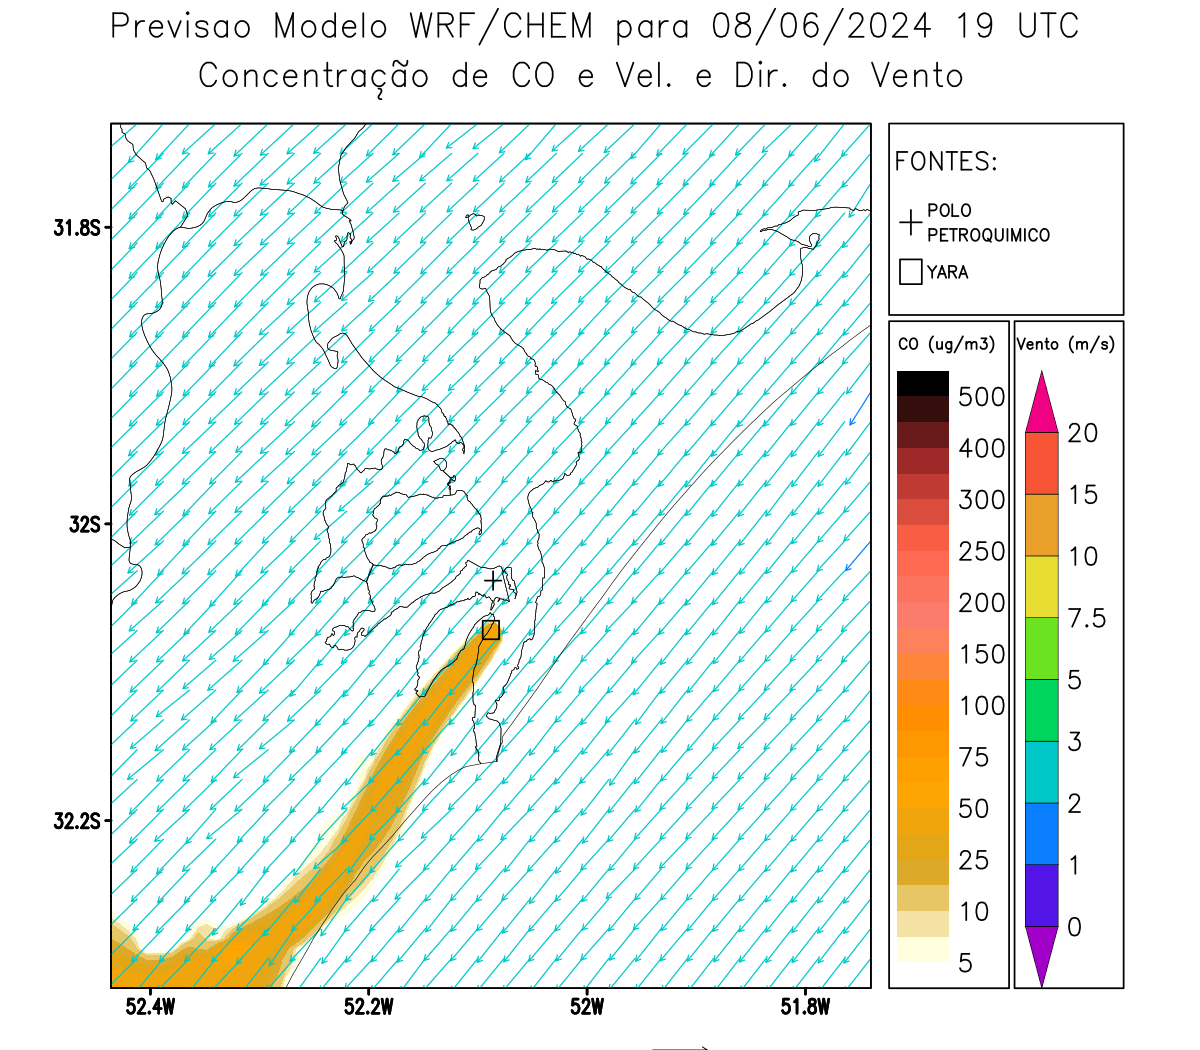 Previsao Modelo WRF/CHEM para 08/06/2024 19 UTC
Concentração de CO e Vel. e Dir. do Vento
FONTES:
POLO
PETROQUIMICO
YARA
CO (ug/m3)
500
400
300
250
200
150
100
75
50
25
10
5
Vento (m/s)
20
15
10
7.5
5
3
2
1
0
31.8S
32S
32.2S
52.4W
52.2W
52W
51.8W